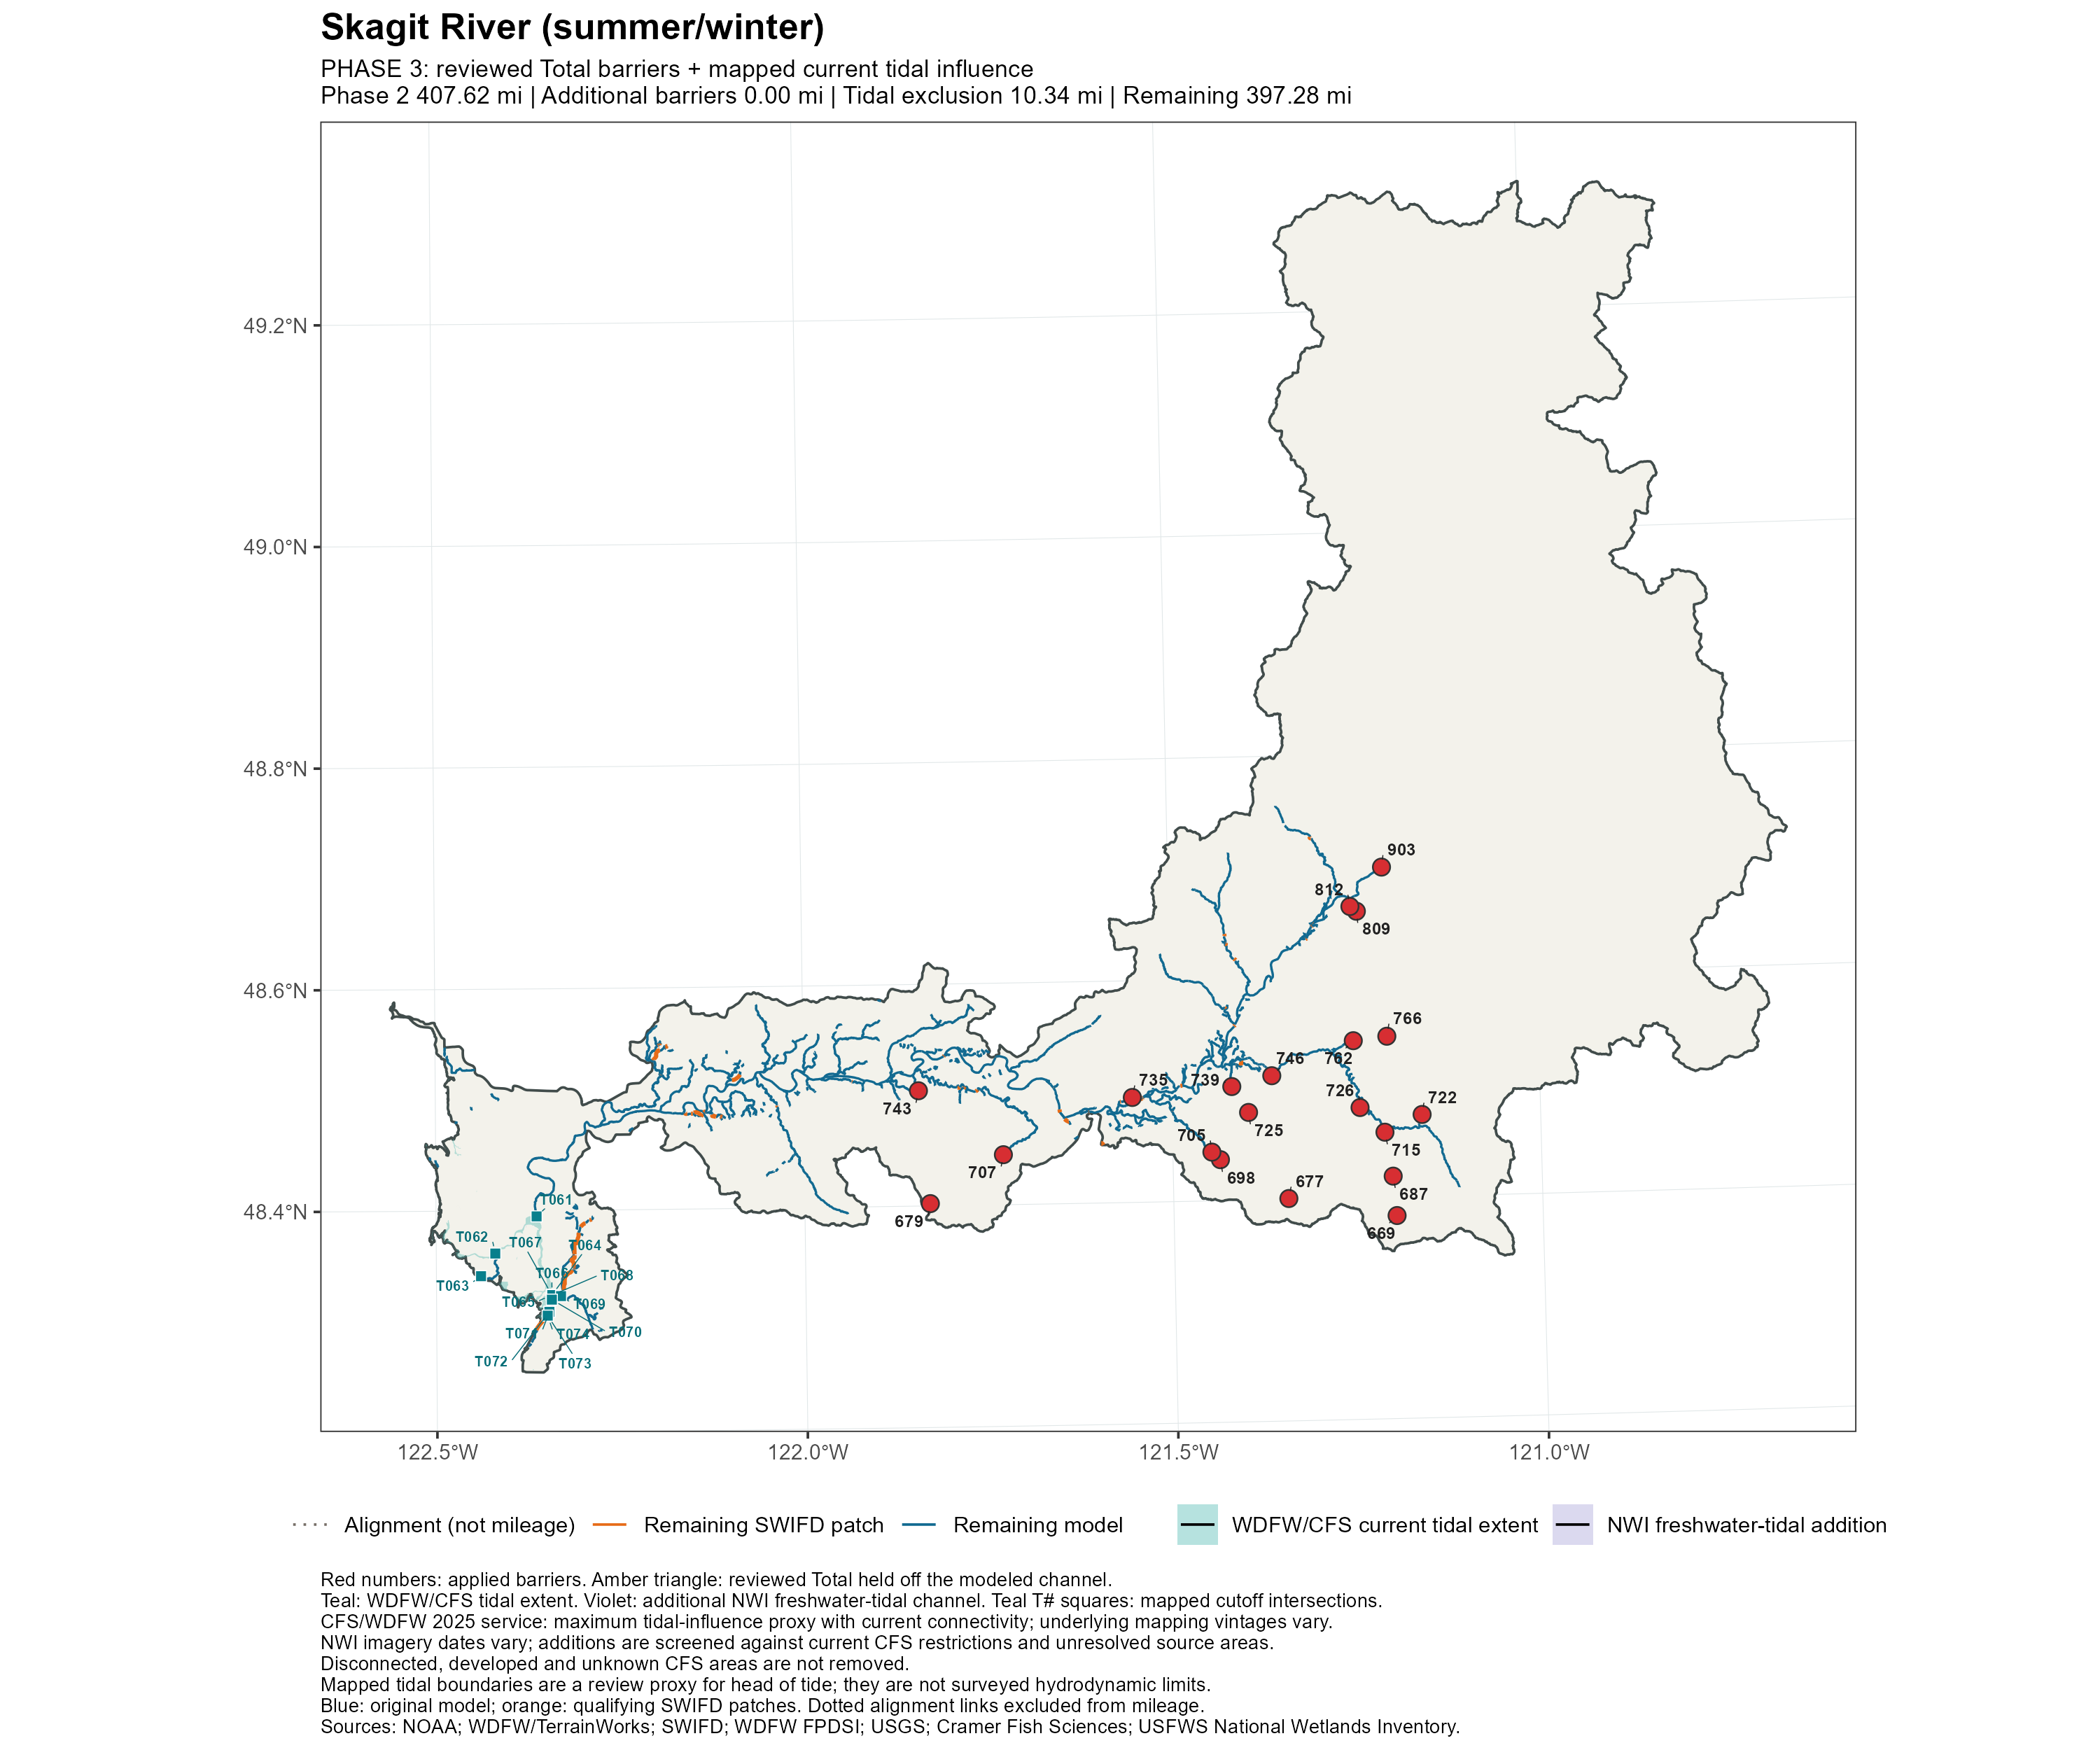 Skagit River (summer/winter)
PHASE 3: reviewed Total barriers + mapped current tidal influence
Phase 2 407.62 mi | Additional barriers 0.00 mi | Tidal exclusion 10.34 mi | Remaining 397.28 mi
49.2°N
49.0°N
48.8°N
48.6°N
48.4°N
903
812
809
766
746
762
735
739
726
722
743
725
705
715
707
698
677
687
679
669
T061
T062
T067
T064
T066
T068
T063
T069
T074
T070
T072
T073
122.5°W
122.0°W
121.5°W
121.0°W
Alignment (not mileage)
Remaining SWIFD patch
Remaining model
WDFW/CFS current tidal extent
NWI freshwater-tidal addition
Red numbers: applied barriers. Amber triangle: reviewed Total held off the modeled channel.
Teal: WDFW/CFS tidal extent. Violet: additional NWI freshwater-tidal channel. Teal T# squares: mapped cutoff intersections.
CFS/WDFW 2025 service: maximum tidal-influence proxy with current connectivity; underlying mapping vintages vary.
NWI imagery dates vary; additions are screened against current CFS restrictions and unresolved source areas.
Disconnected, developed and unknown CFS areas are not removed.
Mapped tidal boundaries are a review proxy for head of tide; they are not surveyed hydrodynamic limits.
Blue: original model; orange: qualifying SWIFD patches. Dotted alignment links excluded from mileage.
Sources: NOAA; WDFW/TerrainWorks; SWIFD; WDFW FPDSI; USGS; Cramer Fish Sciences; USFWS National Wetlands Inventory.